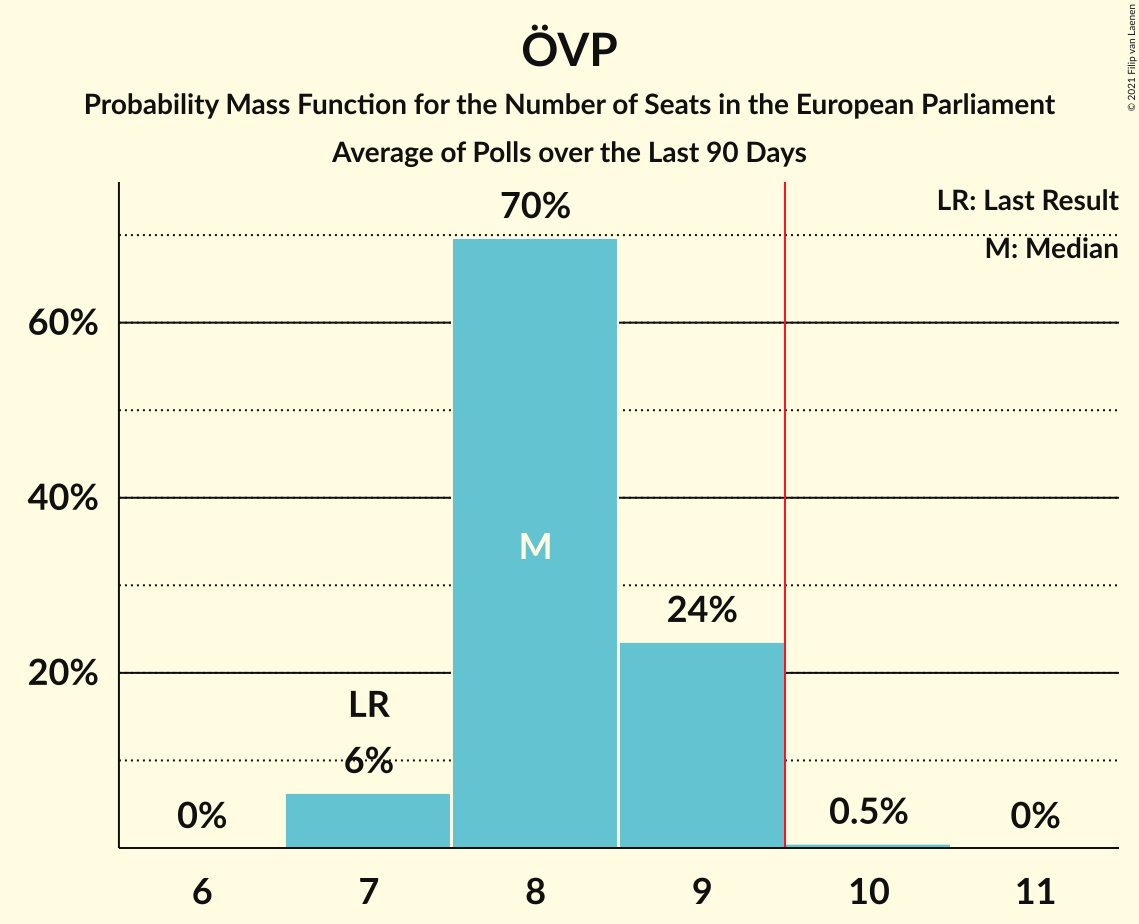 ÖVP
Probability Mass Function for the Number of Seats in the European Parliament
Average of Polls over the Last 90 Days
© 2021 Filip van Laenen
LR: Last Result
M: Median
70%
60%
40%
M
24%
20%
LR
6%
0%
0.5%
0%
6 7 8 9 10 11